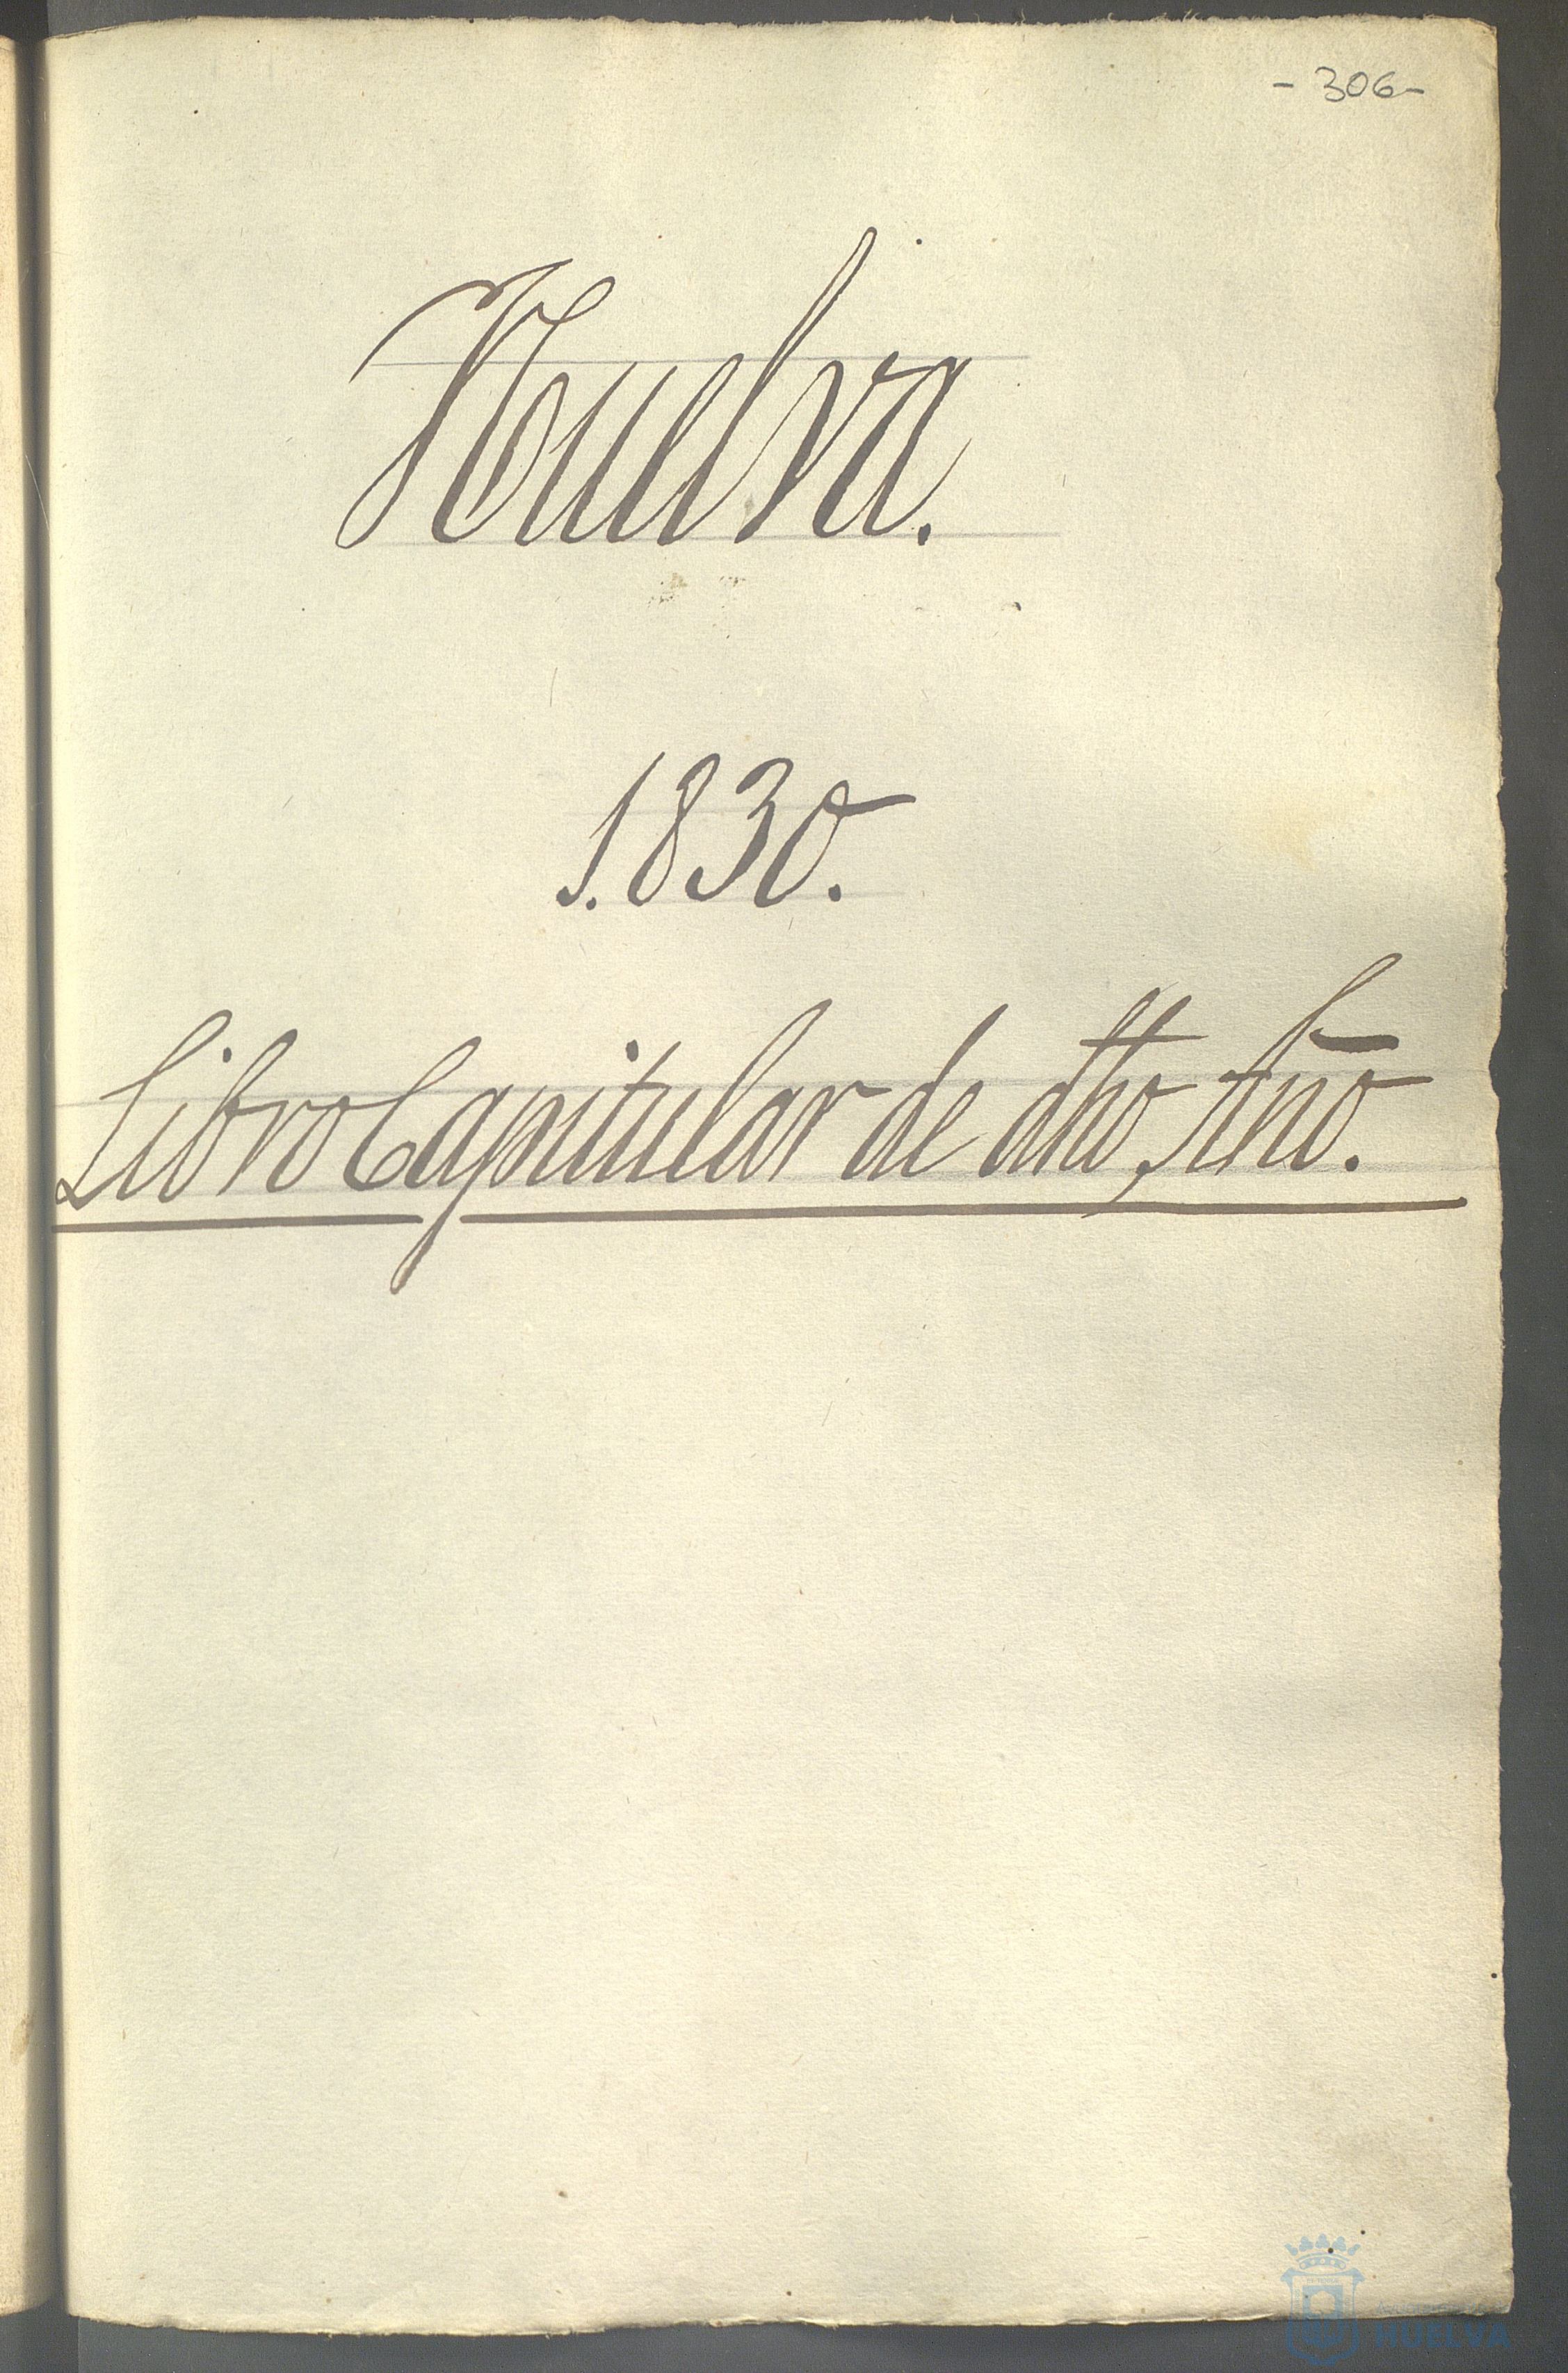 - 306 -
Huelva.
1.830.
Libro Capitular de dho, Año.
HUELVA